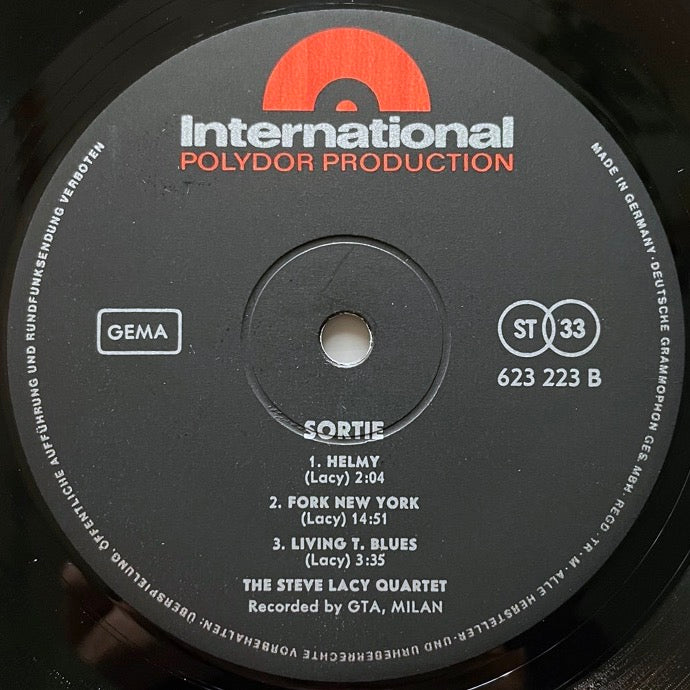 International
POLYDOR PRODUCTION
GEMA
ST 33
623 223 B
SORTIE
1. HELMY
(Lacy) 2:04
2. FORK NEW YORK
(Lacy) 14:51
3. LIVING T. BLUES
(Lacy) 3:35
THE STEVE LACY QUARTET
Recorded by GTA, MILAN
MADE IN GERMANY · DEUTSCHE GRAMMOPHON GES. MBH. REGD. TR. M. ALLE HERSTELLER- UND URHEBERRECHTE VORBEHALTEN: ÜBERSPIELUNG, ÖFFENTLICHE AUFFÜHRUNG UND RUNDFUNKSENDUNG VERBOTEN